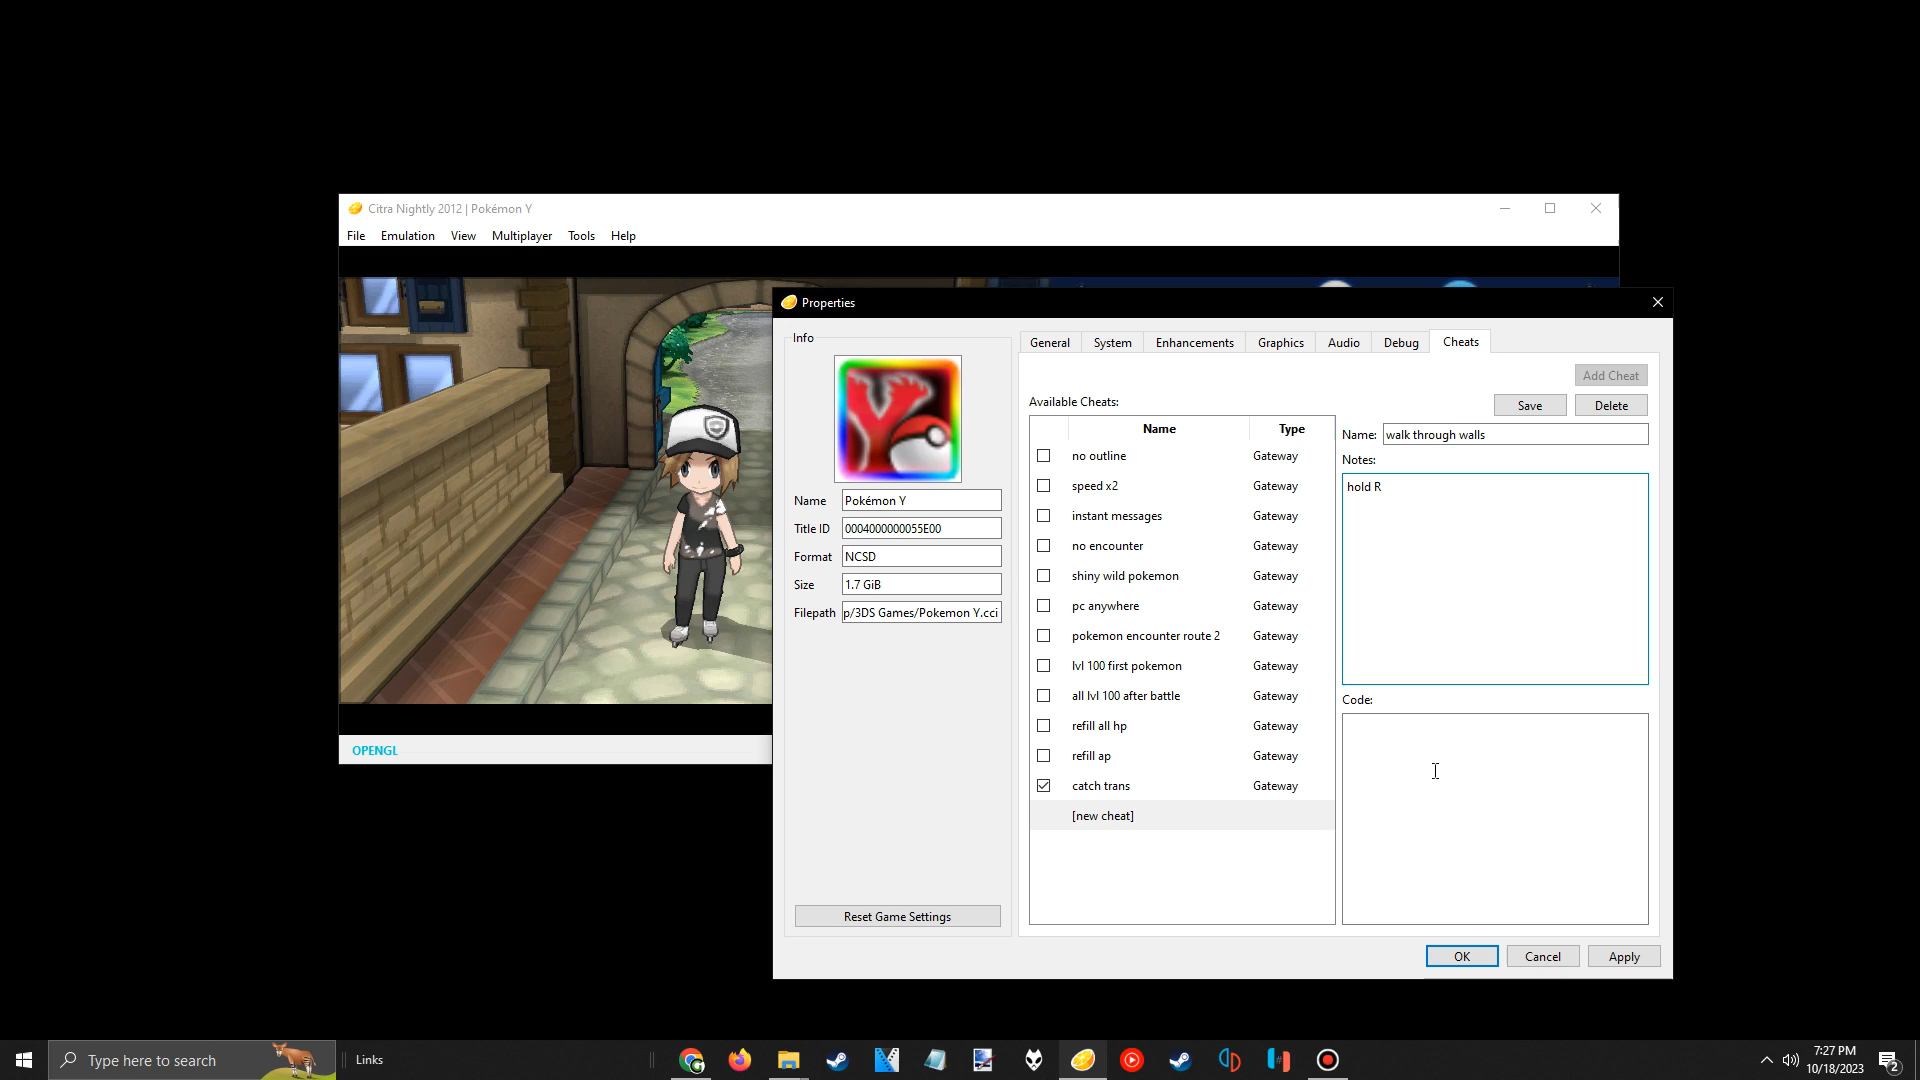 Citra Nightly 2012 | Pokémon Y
File Emulation View Multiplayer Tools Help
Properties
Info
Name Pokémon Y
Title ID 0004000000055E00
Format NCSD
Size 1.7 GiB
Filepath p/3DS Games/Pokemon Y.cci
Reset Game Settings
General System Enhancements Graphics Audio Debug Cheats
Add Cheat
Available Cheats:
Save Delete
Name Type
no outline Gateway
speed x2 Gateway
instant messages Gateway
no encounter Gateway
shiny wild pokemon Gateway
pc anywhere Gateway
pokemon encounter route 2 Gateway
lvl 100 first pokemon Gateway
all lvl 100 after battle Gateway
refill all hp Gateway
refill ap Gateway
catch trans Gateway
[new cheat]
Name: walk through walls
Notes:
hold R
Code:
OK Cancel Apply
OPENGL
Type here to search
Links
7:27 PM
10/18/2023
2